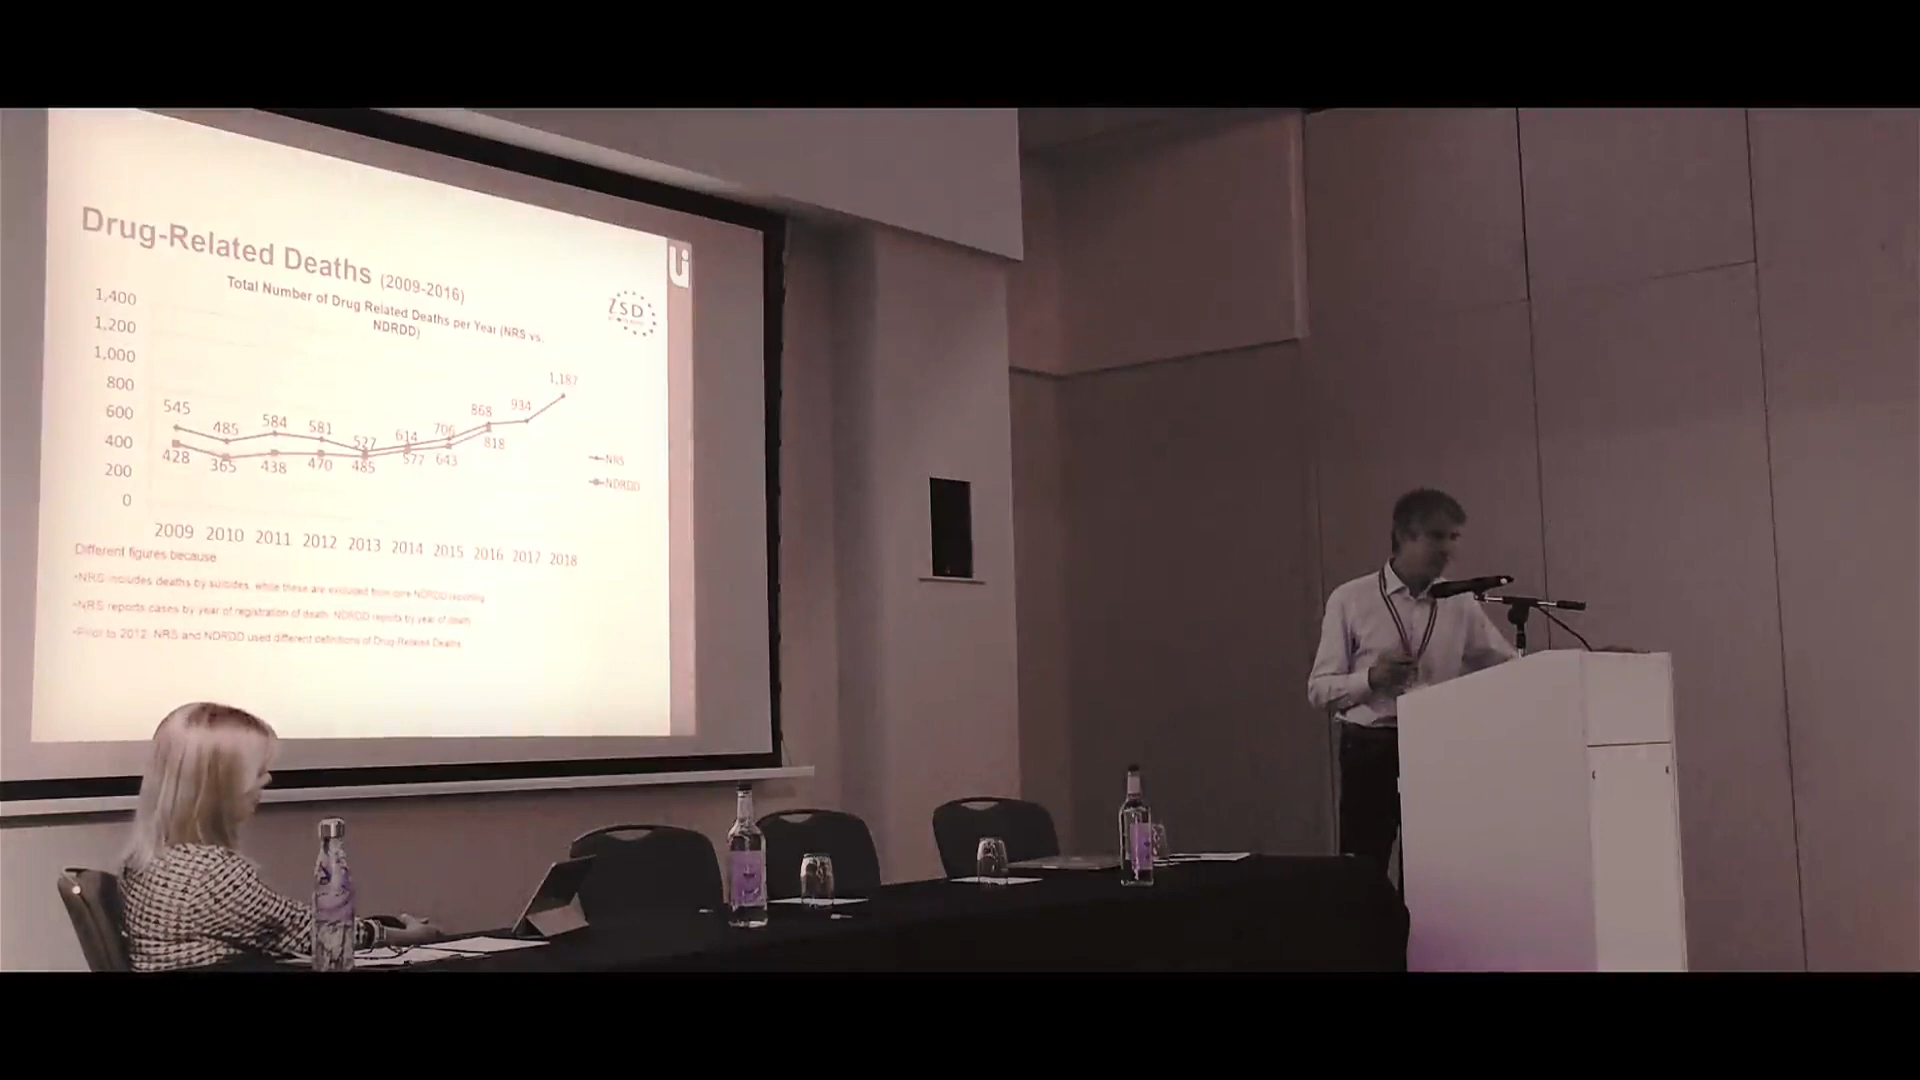 Drug-Related Deaths (2009-2016)
Total Number of Drug Related Deaths per Year (NRS vs.
NDRDD)
ZSD
1,400
1,200
1,000
800
600
400
200
0
545 485 584 581 527 614 706 868 934 1,187
428 365 438 470 485 577 643 818
NRS
NDRDD
2009 2010 2011 2012 2013 2014 2015 2016 2017 2018
Different figures because
•NRS includes deaths by suicides, while these are excluded from core NDRDD reporting
•NRS reports cases by year of registration of death, NDRDD reports by year of death
•Prior to 2012, NRS and NDRDD used different definitions of Drug-Related Deaths